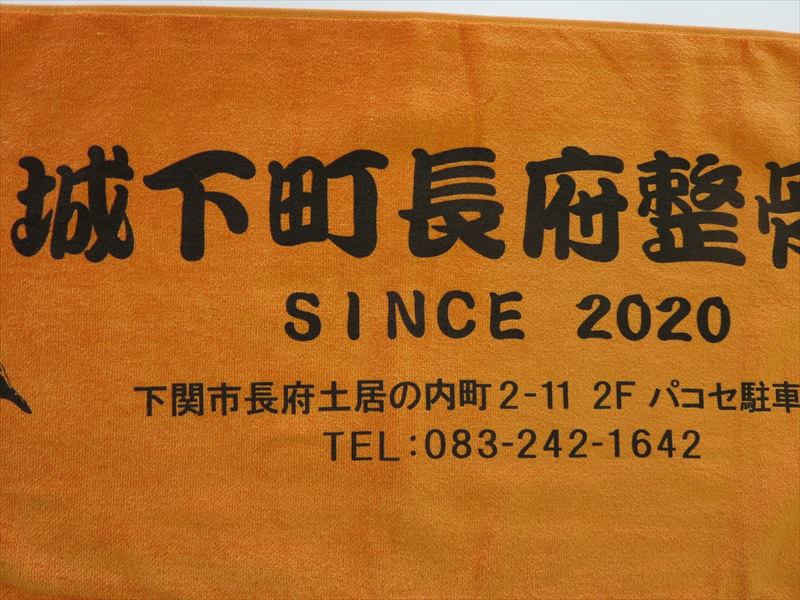 城下町長府整骨
SINCE 2020
下関市長府土居の内町2-11 2F パコセ駐車
TEL:083-242-1642